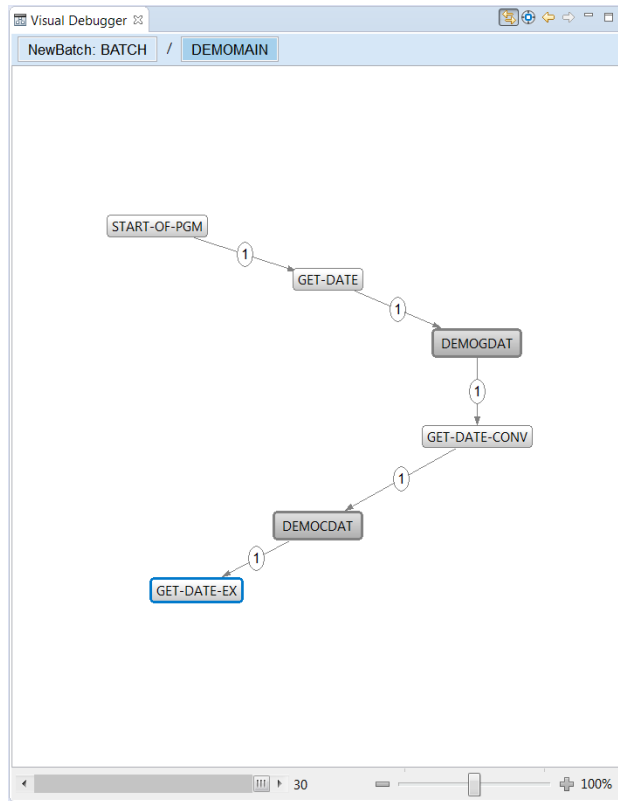 Visual Debugger
NewBatch: BATCH / DEMOMAIN
START-OF-PGM
1
GET-DATE
1
DEMOGDAT
1
GET-DATE-CONV
1
DEMOCDAT
1
GET-DATE-EX
30
100%